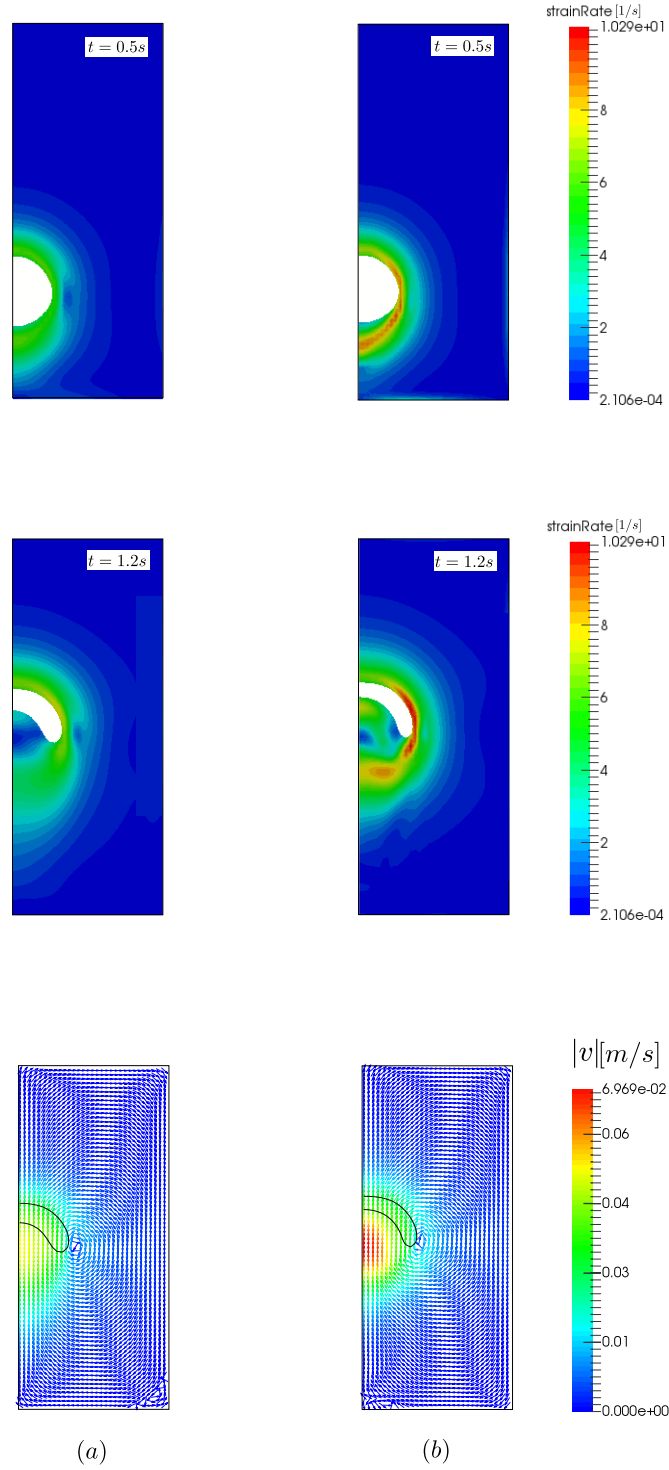 strainRate [1/s]
1.029e+01
t = 0.5s
t = 0.5s
8
6
4
2
2.106e-04
strainRate [1/s]
1.029e+01
t = 1.2s
t = 1.2s
8
6
4
2
2.106e-04
|v|[m/s]
6.969e-02
0.06
0.04
0.03
0.01
0.000e+00
(a)
(b)